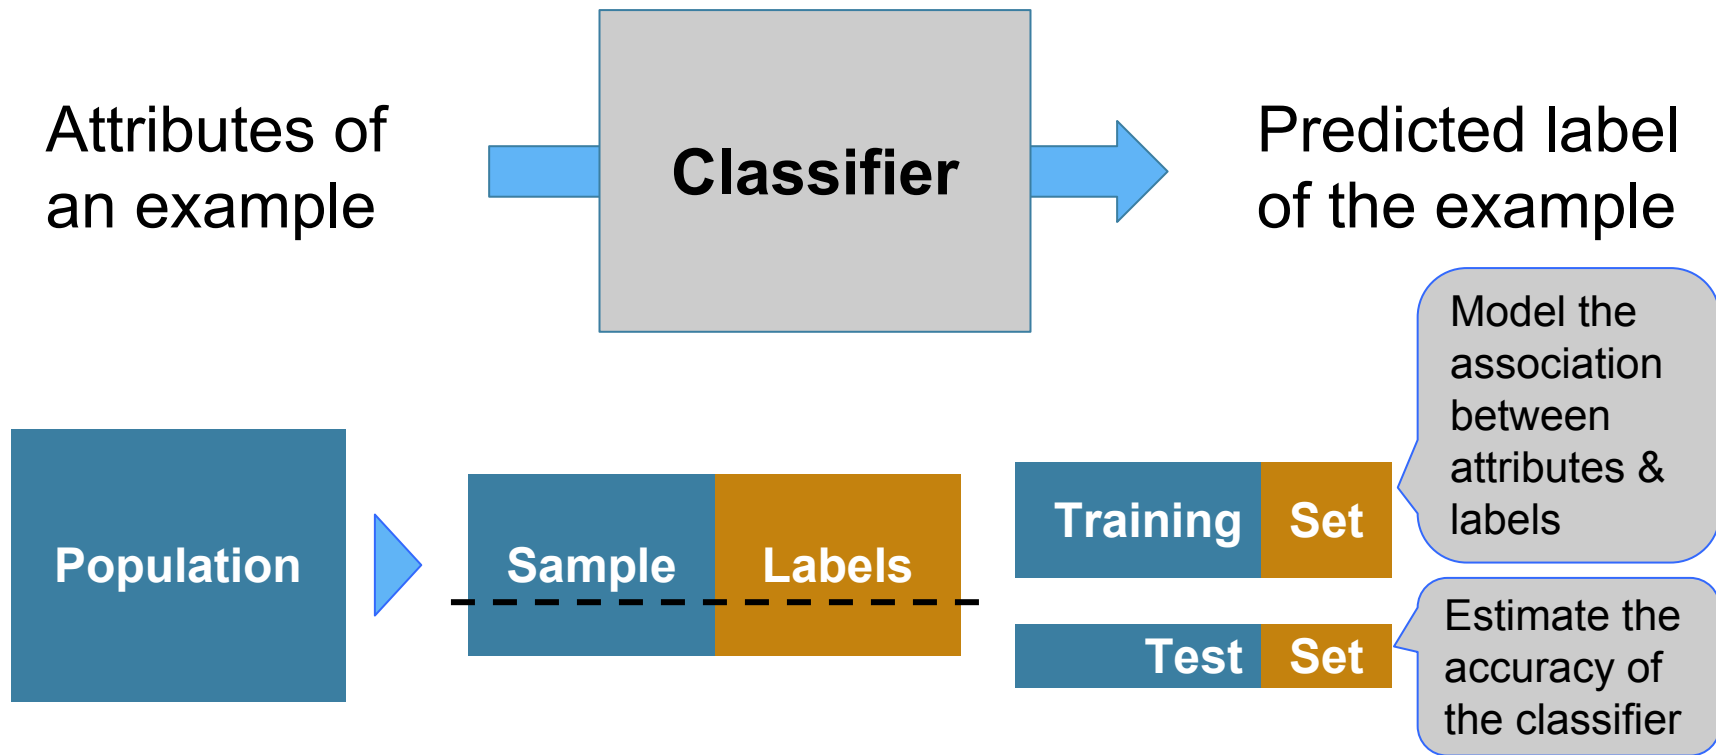 Attributes of
an example
Classifier
Predicted label
of the example
Population
Sample
Labels
Training Set
Test Set
Model the
association
between
attributes &
labels
Estimate the
accuracy of
the classifier